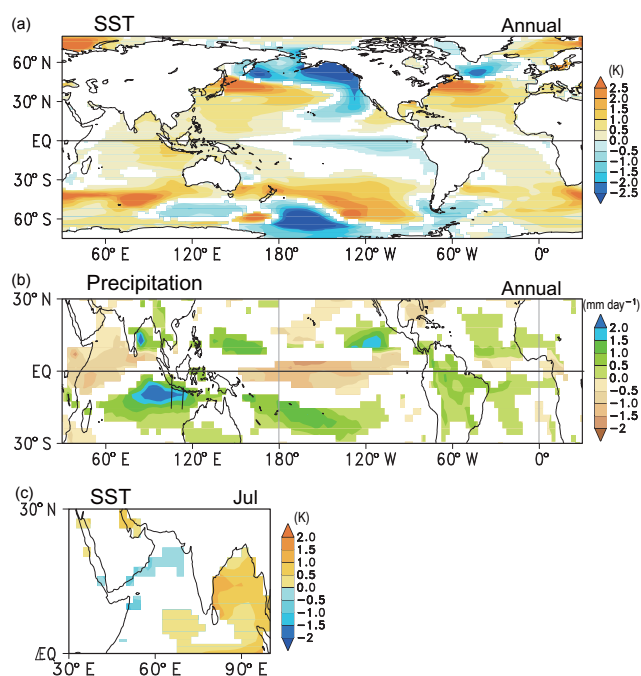 (a) SST Annual
(K)
60° N
30° N
EQ
30° S
60° S
2.5
2.0
1.5
1.0
0.5
0.0
−0.5
−1.0
−1.5
−2.0
−2.5
60° E 120° E 180° 120° W 60° W 0°
(b) Precipitation Annual
(mm day⁻¹)
30° N
EQ
30° S
2.0
1.5
1.0
0.5
0.0
−0.5
−1.0
−1.5
−2
60° E 120° E 180° 120° W 60° W 0°
(c) SST Jul
(K)
30° N
EQ
2.0
1.5
1.0
0.5
−0.5
−1.0
−1.5
−2
30° E 60° E 90° E